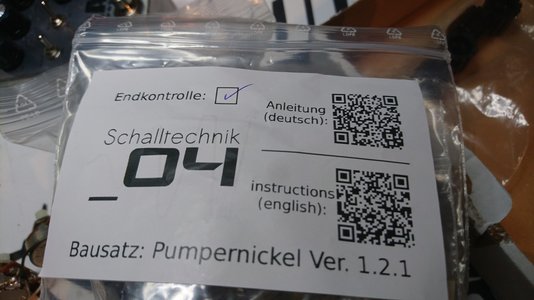 Endkontrolle:
Schalltechnik
_04
Anleitung
(deutsch):
instructions
(english):
Bausatz: Pumpernickel Ver. 1.2.1